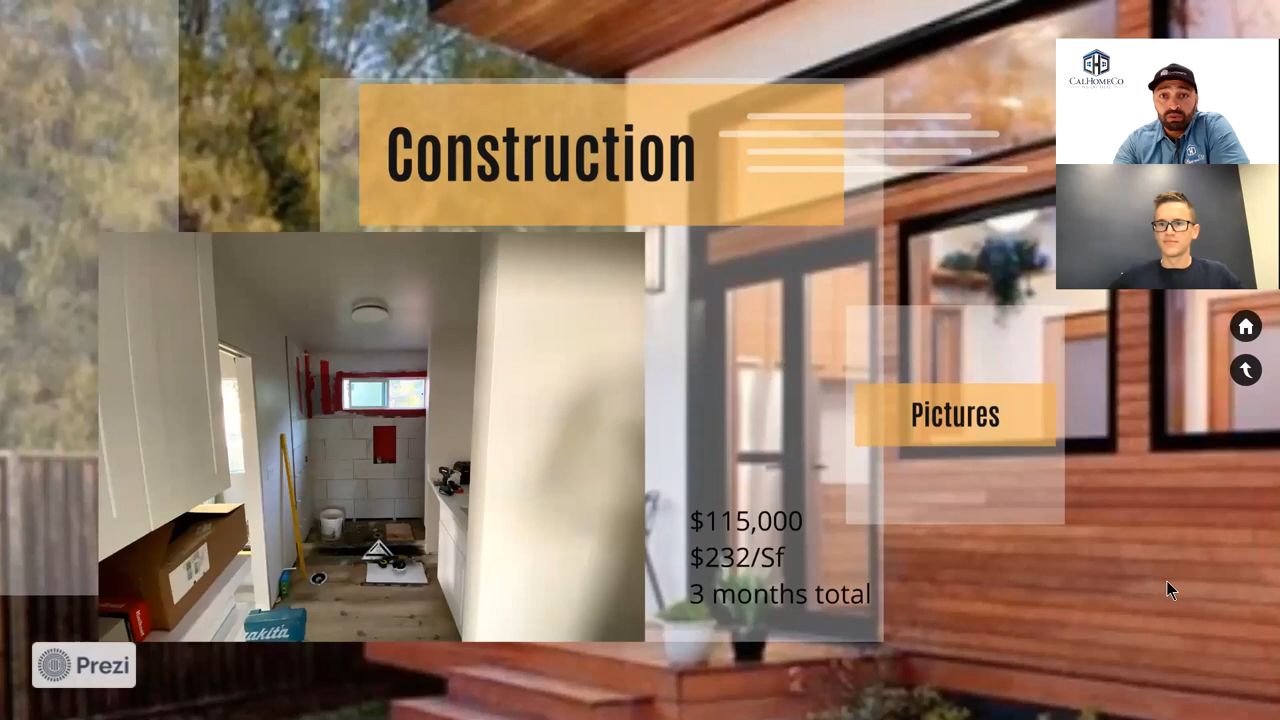 Construction
CALHOMECO
Pictures
$115,000
$232/Sf
3 months total
makita
Prezi